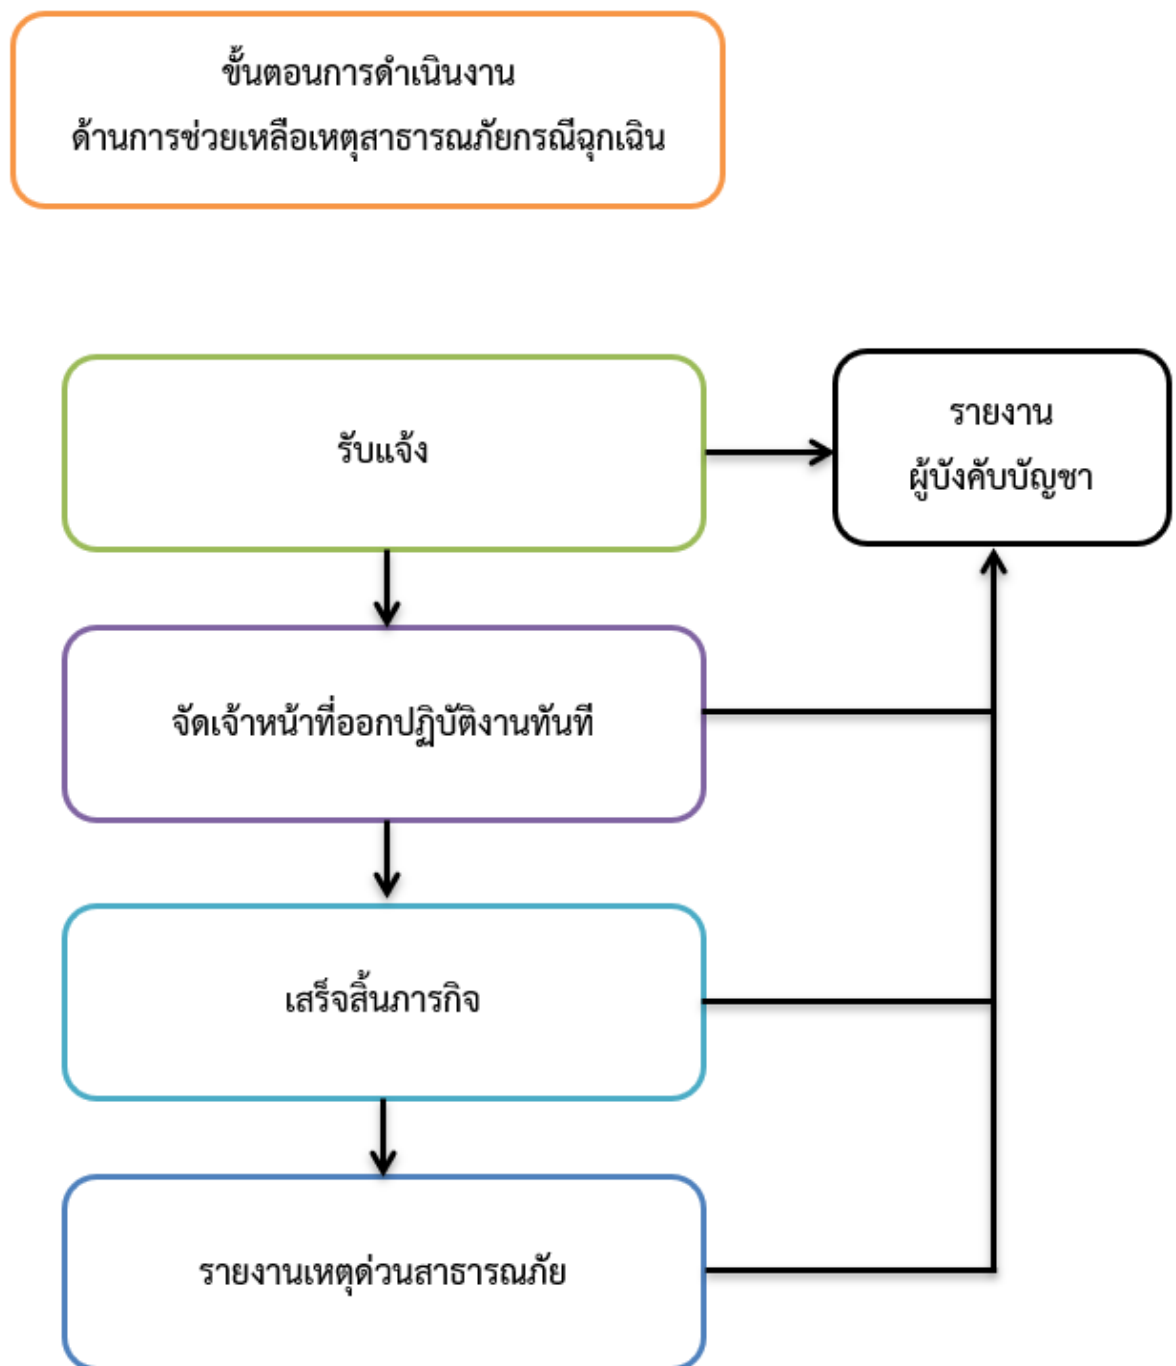 ขั้นตอนการดำเนินงาน
ด้านการช่วยเหลือเหตุสาธารณภัยกรณีฉุกเฉิน
รับแจ้ง
รายงาน
ผู้บังคับบัญชา
จัดเจ้าหน้าที่ออกปฏิบัติงานทันที
เสร็จสิ้นภารกิจ
รายงานเหตุด่วนสาธารณภัย